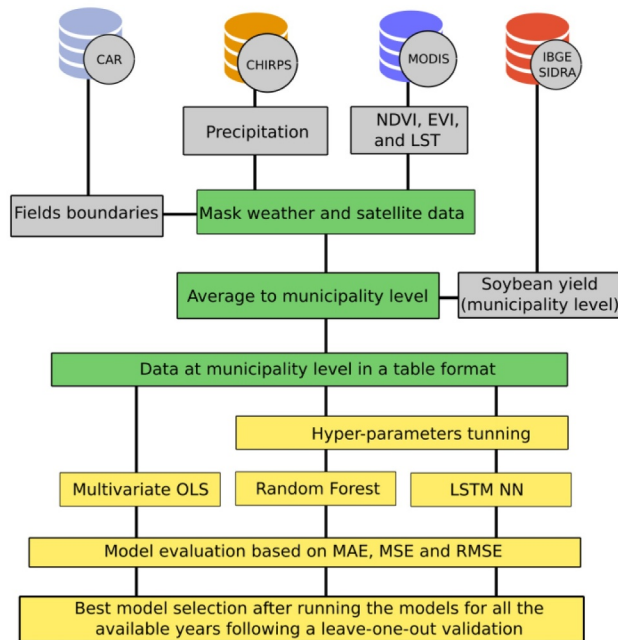 CAR
CHIRPS
MODIS
IBGE
SIDRA
Precipitation
NDVI, EVI,
and LST
Fields boundaries
Mask weather and satellite data
Average to municipality level
Soybean yield
(municipality level)
Data at municipality level in a table format
Hyper-parameters tunning
Multivariate OLS
Random Forest
LSTM NN
Model evaluation based on MAE, MSE and RMSE
Best model selection after running the models for all the
available years following a leave-one-out validation